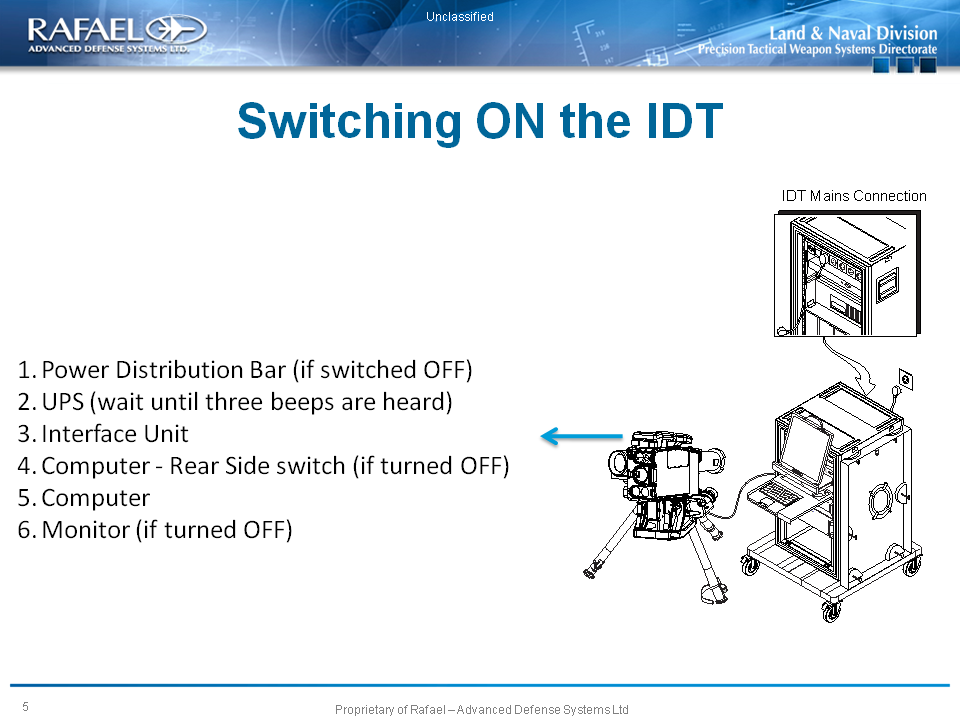 Unclassified
RAFAEL
ADVANCED DEFENSE SYSTEMS LTD.
Land & Naval Division
Precision Tactical Weapon Systems Directorate
Switching ON the IDT
IDT Mains Connection
1. Power Distribution Bar (if switched OFF)
2. UPS (wait until three beeps are heard)
3. Interface Unit
4. Computer - Rear Side switch (if turned OFF)
5. Computer
6. Monitor (if turned OFF)
5
Proprietary of Rafael – Advanced Defense Systems Ltd